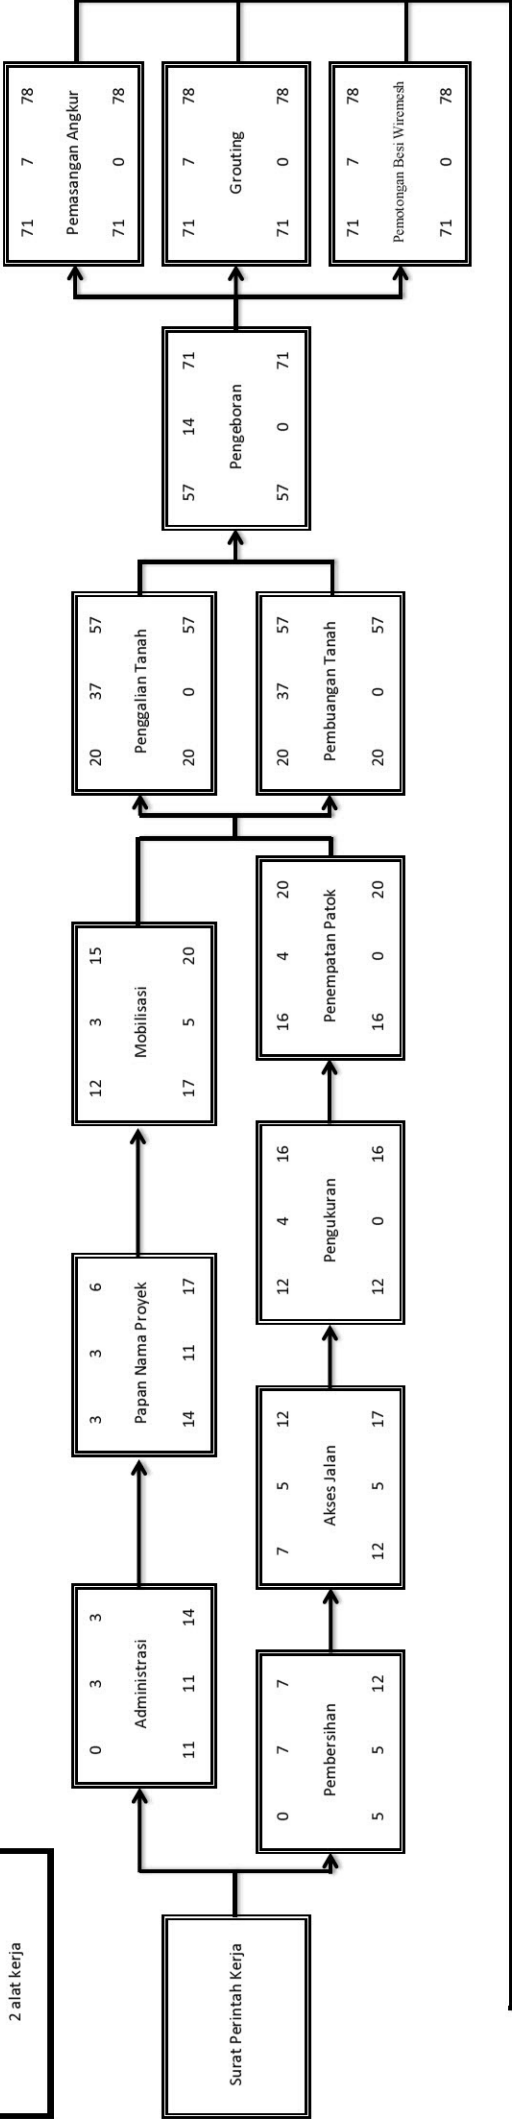 2 alat kerja
Surat Perintah Kerja
0 3 3
Administrasi
11 11 14
0 7 7
Pembersihan
5 5 12
3 3 6
Papan Nama Proyek
14 11 17
7 5 12
Akses Jalan
12 5 17
12 4 16
Pengukuran
12 0 16
12 3 15
Mobilisasi
17 5 20
16 4 20
Penempatan Patok
16 0 20
20 37 57
Penggalian Tanah
20 0 57
20 37 57
Pembuangan Tanah
20 0 57
57 14 71
Pengeboran
57 0 71
71 7 78
Pemasangan Angkur
71 0 78
71 7 78
Grouting
71 0 78
71 7 78
Pemotongan Besi Wiremesh
71 0 78